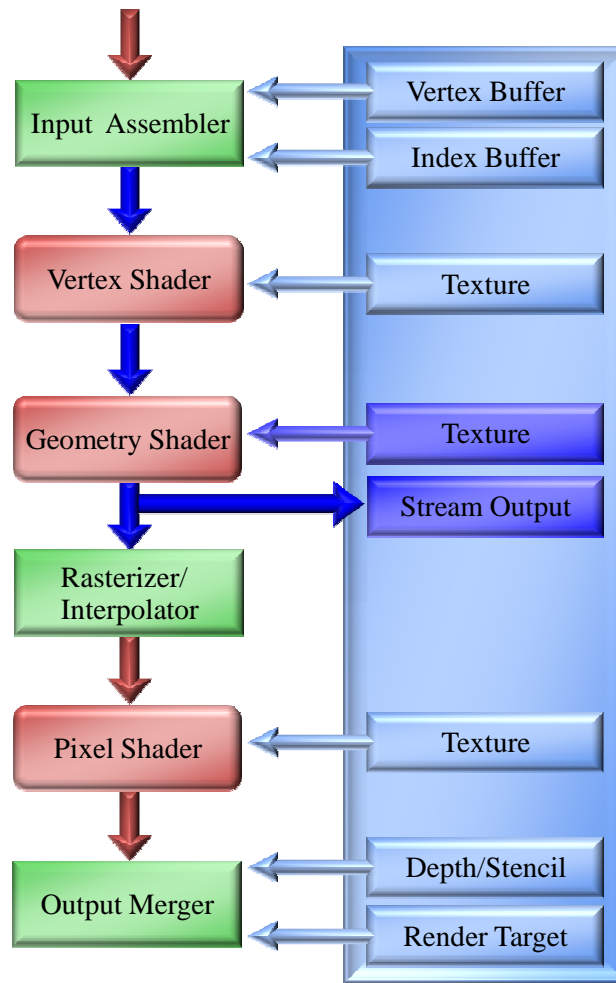 Input Assembler
Vertex Buffer
Index Buffer
Vertex Shader
Texture
Geometry Shader
Texture
Stream Output
Rasterizer/
Interpolator
Pixel Shader
Texture
Output Merger
Depth/Stencil
Render Target